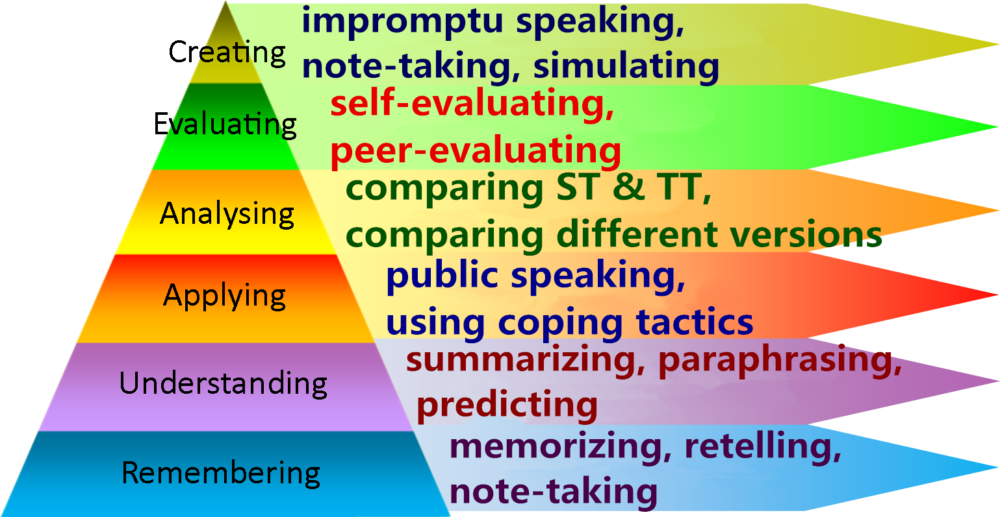 Creating
impromptu speaking,
note-taking, simulating
Evaluating
self-evaluating,
peer-evaluating
Analysing
comparing ST & TT,
comparing different versions
Applying
public speaking,
using coping tactics
Understanding
summarizing, paraphrasing,
predicting
Remembering
memorizing, retelling,
note-taking